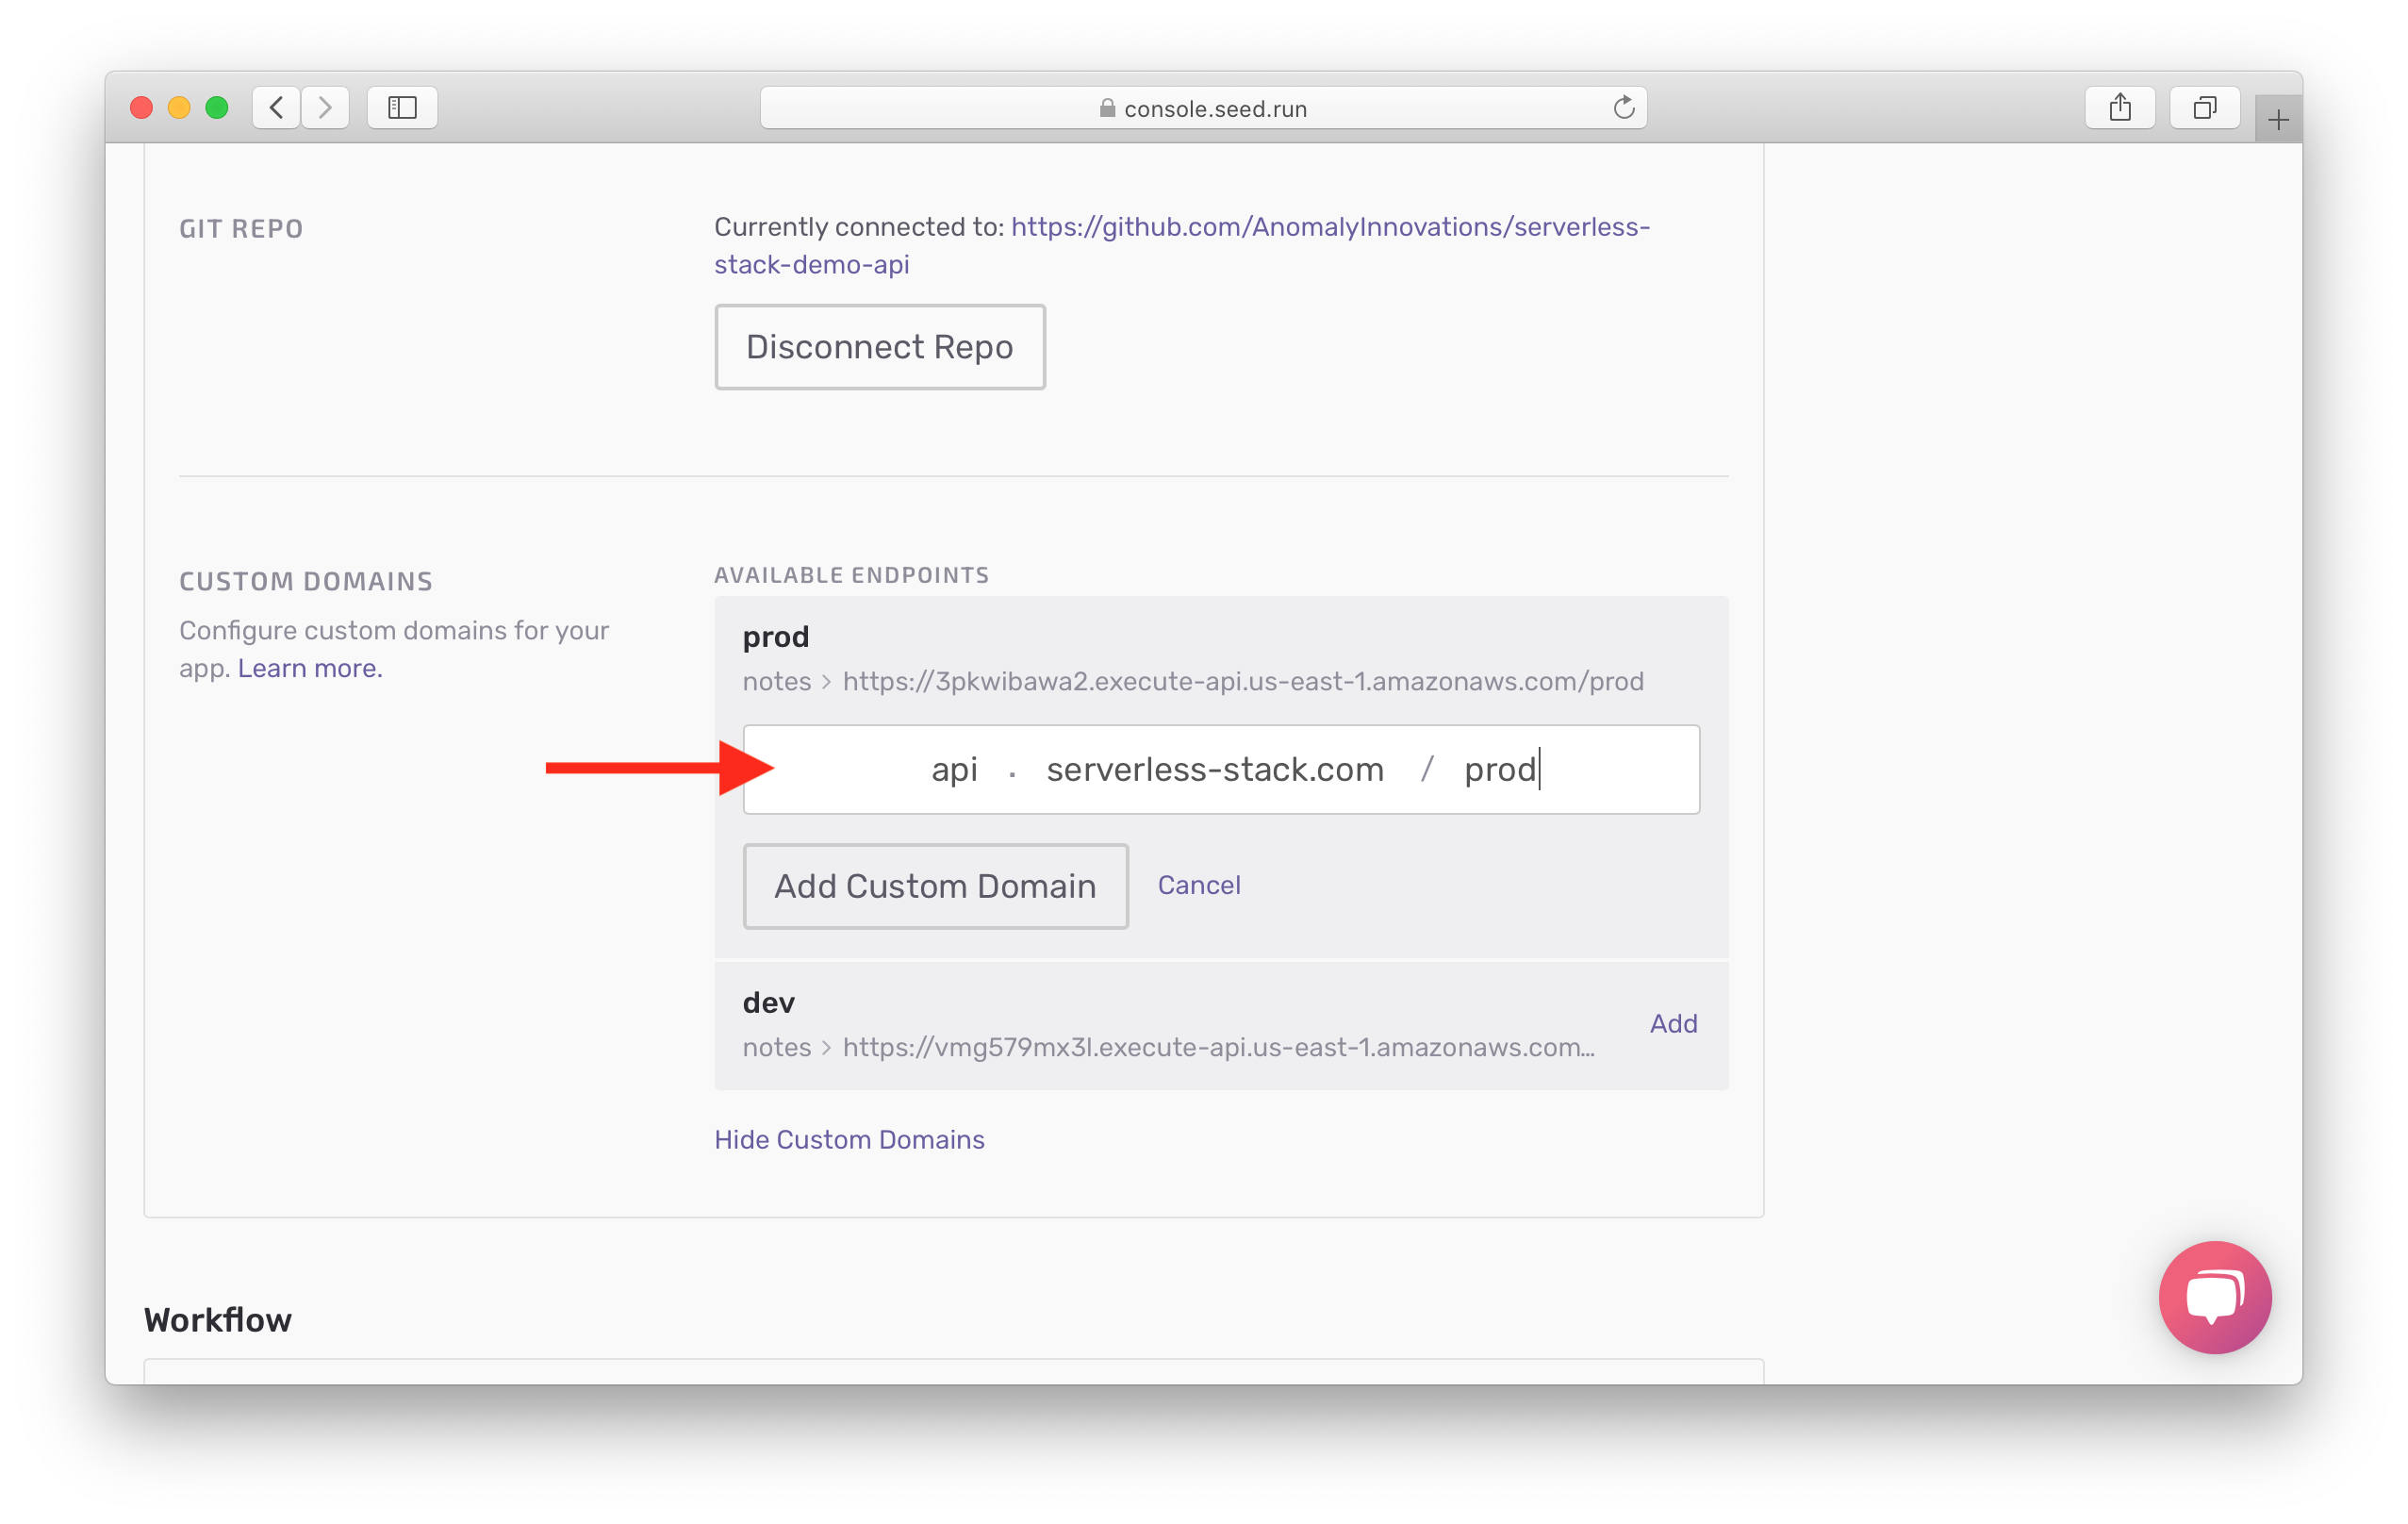 console.seed.run
GIT REPO
Currently connected to: https://github.com/AnomalyInnovations/serverless-
stack-demo-api
Disconnect Repo
CUSTOM DOMAINS
Configure custom domains for your
app. Learn more.
AVAILABLE ENDPOINTS
prod
notes > https://3pkwibawa2.execute-api.us-east-1.amazonaws.com/prod
api . serverless-stack.com / prod
Add Custom Domain Cancel
dev
notes > https://vmg579mx3l.execute-api.us-east-1.amazonaws.com...
Add
Hide Custom Domains
Workflow